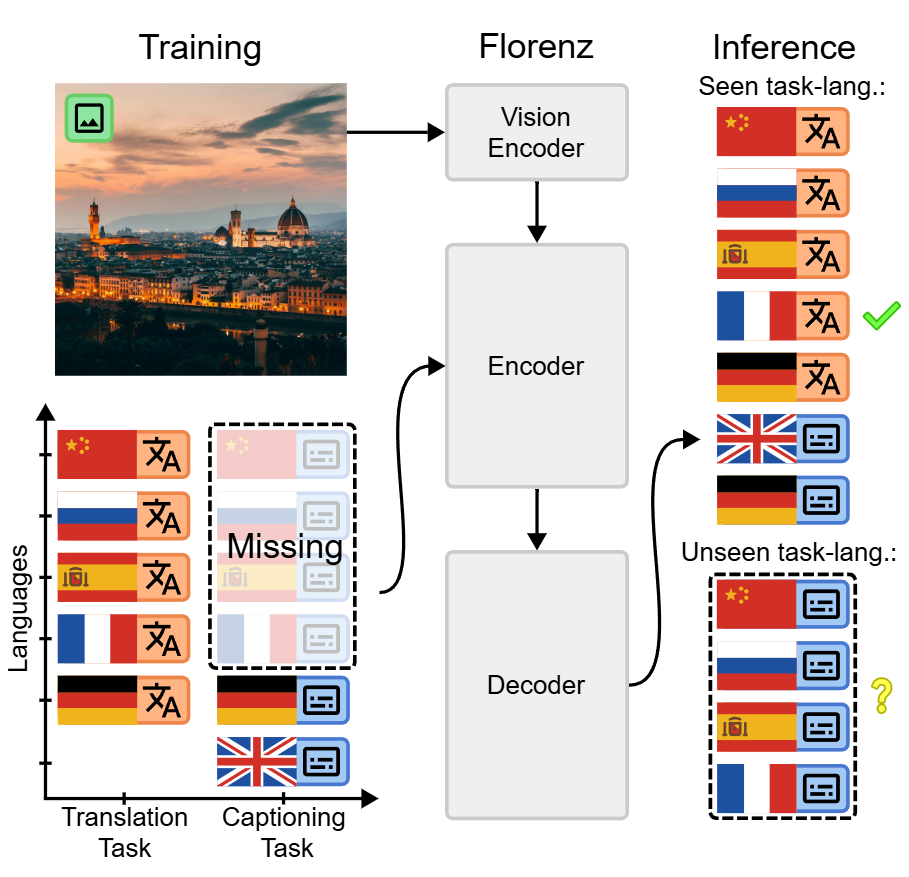 Training
Florenz
Inference
Vision
Encoder
Encoder
Decoder
Languages
Missing
Translation
Task
Captioning
Task
Seen task-lang.:
Unseen task-lang.: